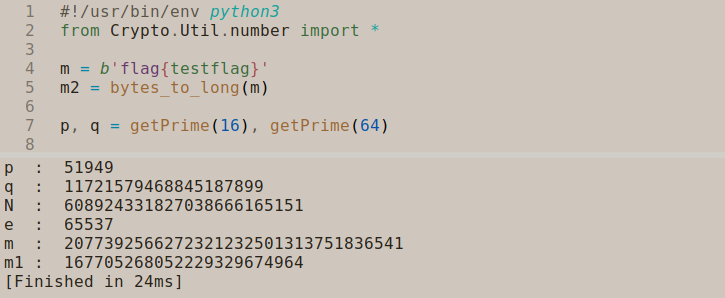 1 #!/usr/bin/env python3
2 from Crypto.Util.number import *
3
4 m = b'flag{testflag}'
5 m2 = bytes_to_long(m)
6
7 p, q = getPrime(16), getPrime(64)
8
p : 51949
q : 11721579468845187899
N : 608924331827038666165151
e : 65537
m : 2077392566272321232501313751836541
m1 : 167705268052229329674964
[Finished in 24ms]